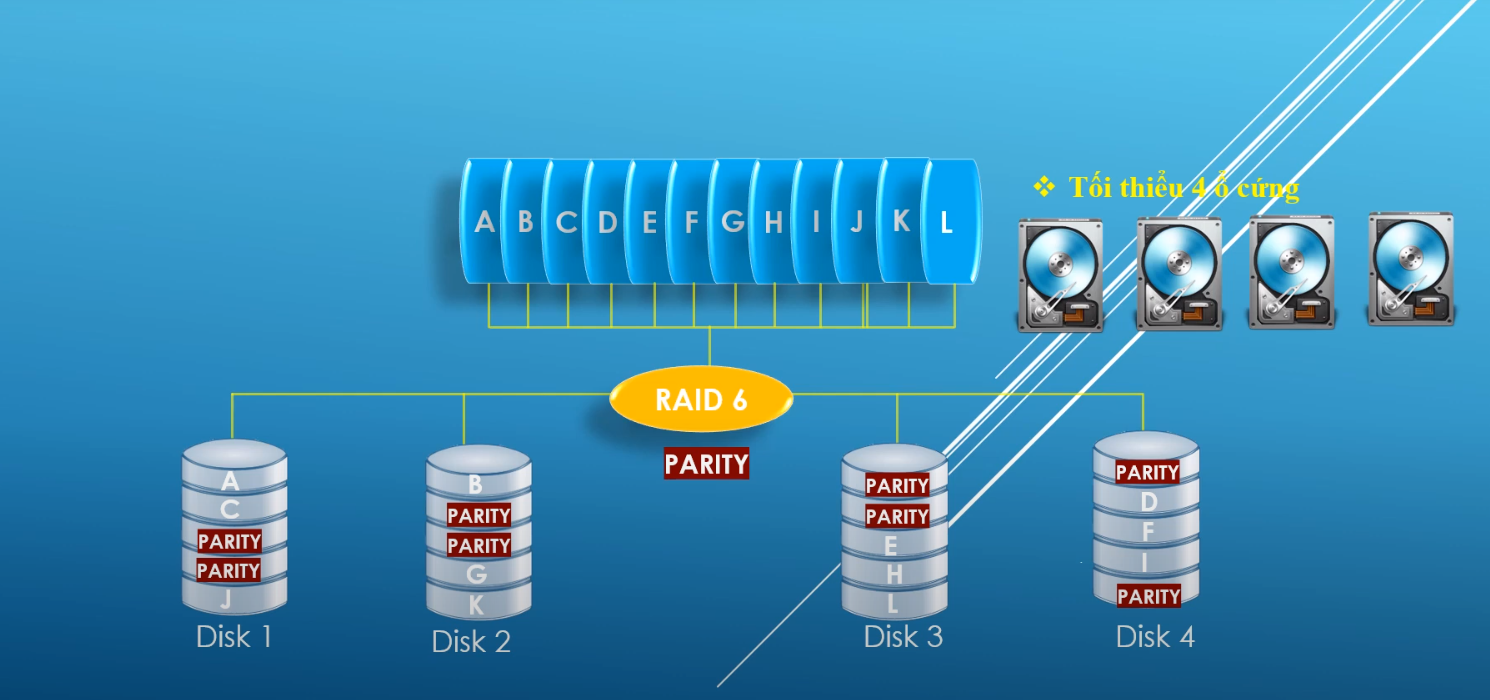 ❖ Tối thiểu 4 ổ cứng
A B C D E F G H I J K L
RAID 6
PARITY
A
C
PARITY
PARITY
J
Disk 1
B
PARITY
PARITY
G
K
Disk 2
PARITY
PARITY
E
H
L
Disk 3
PARITY
D
F
I
PARITY
Disk 4